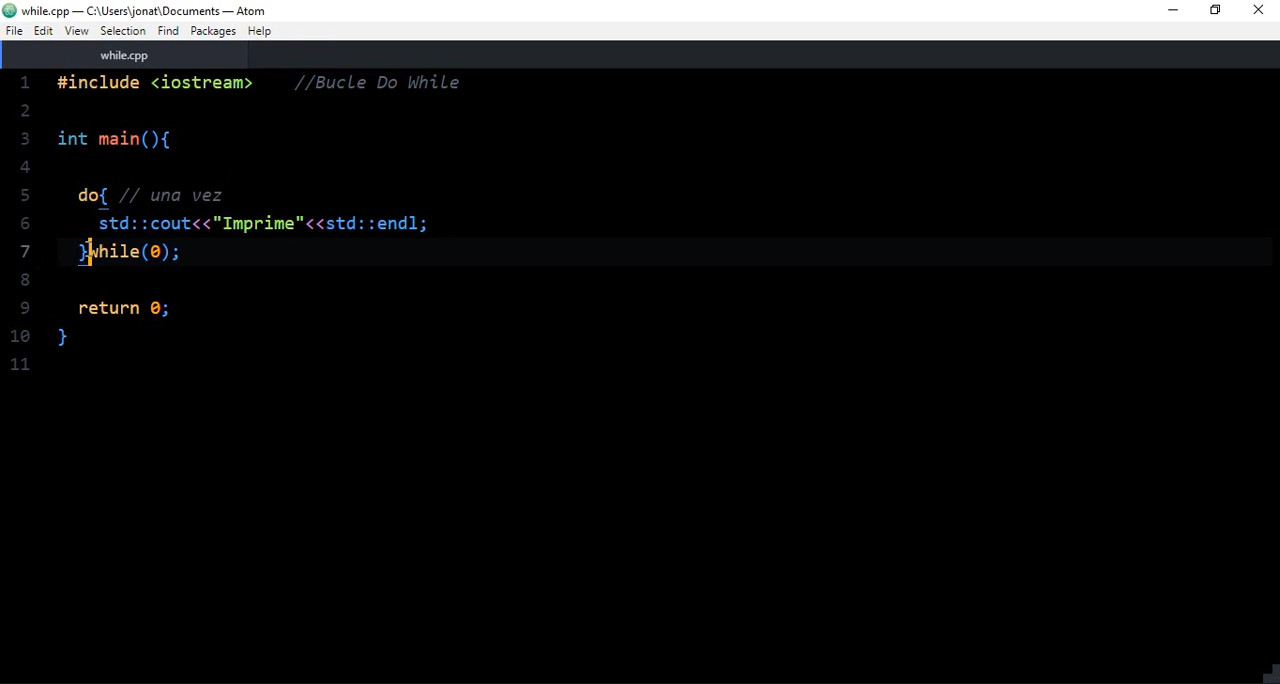 while.cpp — C:\Users\jonat\Documents — Atom
File Edit View Selection Find Packages Help
while.cpp
1 #include <iostream> //Bucle Do While
2
3 int main(){
4
5 do{ // una vez
6 std::cout<<"Imprime"<<std::endl;
7 }while(0);
8
9 return 0;
10 }
11